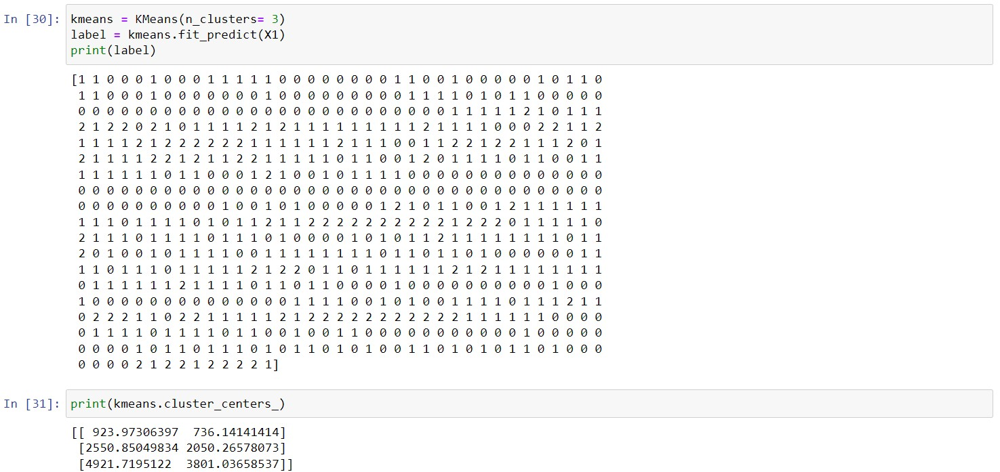 In [30]: kmeans = KMeans(n_clusters= 3)
label = kmeans.fit_predict(X1)
print(label)
[1 1 0 0 0 1 0 0 0 1 1 1 1 1 0 0 0 0 0 0 0 0 1 1 0 0 1 0 0 0 0 0 1 0 1 1 0
1 1 0 0 0 1 0 0 0 0 0 0 0 1 0 0 0 0 0 0 0 0 0 1 1 1 1 0 1 0 1 1 0 0 0 0 0
0 0 0 0 0 0 0 0 0 0 0 0 0 0 0 0 0 0 0 0 0 0 0 0 0 0 1 1 1 1 1 2 1 0 1 1 1
2 1 2 2 0 2 1 0 1 1 1 1 2 1 2 1 1 1 1 1 1 1 1 1 2 1 1 1 1 0 0 0 2 2 1 1 2
1 1 1 1 2 1 2 2 2 2 2 2 1 1 1 1 1 1 2 1 1 1 0 0 1 1 2 2 1 2 2 1 1 1 2 0 1
2 1 1 1 1 2 2 1 2 1 1 2 2 1 1 1 1 1 0 1 1 0 0 1 2 0 1 1 1 1 0 1 1 0 0 1 1
1 1 1 1 1 1 0 1 1 0 0 0 1 2 1 0 0 1 0 1 1 1 1 0 0 0 0 0 0 0 0 0 0 0 0 0 0
0 0 0 0 0 0 0 0 0 0 0 0 0 0 0 0 0 0 0 0 0 0 0 0 0 0 0 0 0 0 0 0 0 0 0 0 0
0 0 0 0 0 0 0 0 0 0 1 0 0 1 0 1 0 0 0 0 0 1 2 1 0 1 1 0 0 1 2 1 1 1 1 1 1
1 1 1 0 1 1 1 1 0 1 0 1 1 2 1 1 2 2 2 2 2 2 2 2 2 2 1 2 2 2 0 1 1 1 1 1 0
2 1 1 1 0 1 1 1 1 0 1 1 1 0 1 0 0 0 0 1 0 1 0 1 1 2 1 1 1 1 1 1 1 1 0 1 1
2 0 1 0 0 1 0 1 1 1 1 0 0 1 1 1 1 1 1 1 1 0 1 1 0 1 1 0 1 0 0 0 0 0 0 1 1
1 1 0 1 1 1 0 1 1 1 1 1 2 1 2 2 0 1 1 0 1 1 1 1 1 1 2 1 2 1 1 1 1 1 1 1 1
0 1 1 1 1 1 1 2 1 1 1 1 0 1 1 0 1 1 0 0 0 0 1 0 0 0 0 0 0 0 0 0 0 1 0 0 0
1 0 0 0 0 0 0 0 0 0 0 0 0 0 0 1 1 1 1 0 0 1 0 1 0 0 1 1 1 1 0 1 1 1 2 1 1
0 2 2 2 1 1 0 2 2 1 1 1 1 1 2 1 2 2 2 2 2 2 2 2 2 2 2 1 1 1 1 1 1 0 0 0 0
0 1 1 1 1 0 1 1 1 1 0 1 1 0 0 1 0 0 1 1 0 0 0 0 0 0 0 0 0 0 0 1 0 0 0 0 0
0 0 0 0 1 0 1 1 0 1 1 1 0 1 0 1 1 0 1 0 1 0 0 1 1 0 1 0 1 0 1 1 0 1 0 0 0
0 0 0 0 2 1 2 2 1 2 2 2 2 1]
In [31]: print(kmeans.cluster_centers_)
[[ 923.97306397 736.14141414]
[2550.85049834 2050.26578073]
[4921.7195122 3801.03658537]]